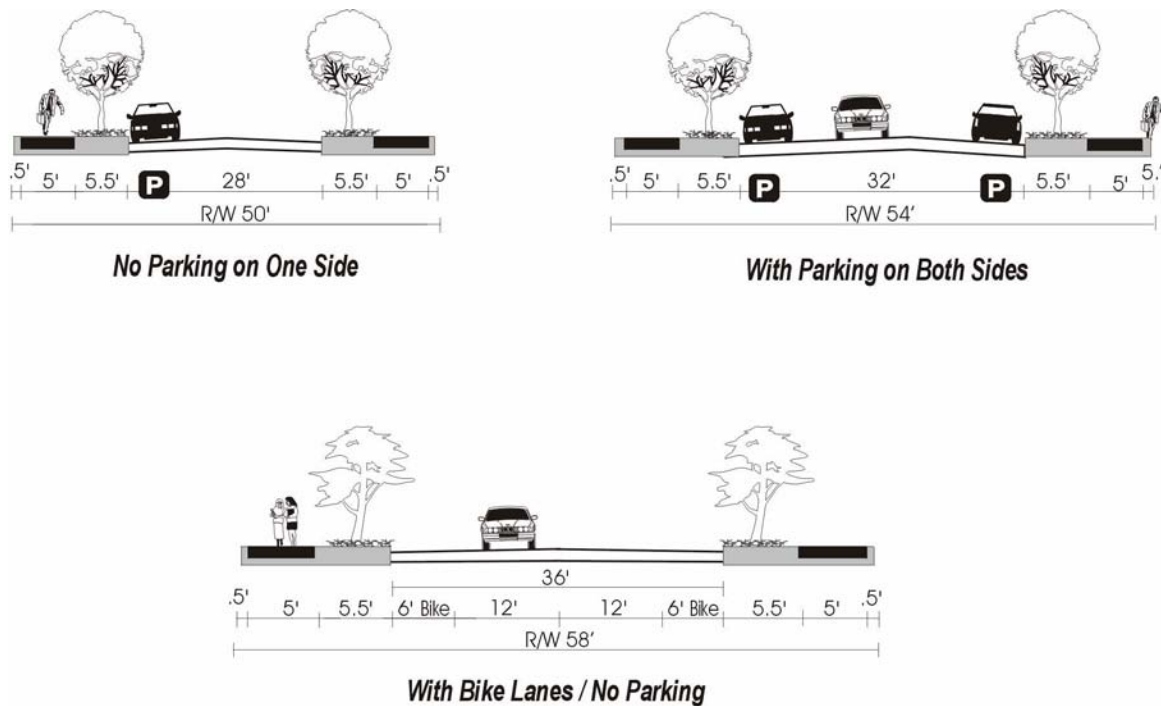 .5' 5' 5.5' P 28' 5.5' 5' .5'
R/W 50'
No Parking on One Side
.5' 5' 5.5' P 32' P 5.5' 5' 5.'
R/W 54'
With Parking on Both Sides
36'
.5' 5' 5.5' 6' Bike 12' 12' 6' Bike 5.5' 5' .5'
R/W 58'
With Bike Lanes / No Parking